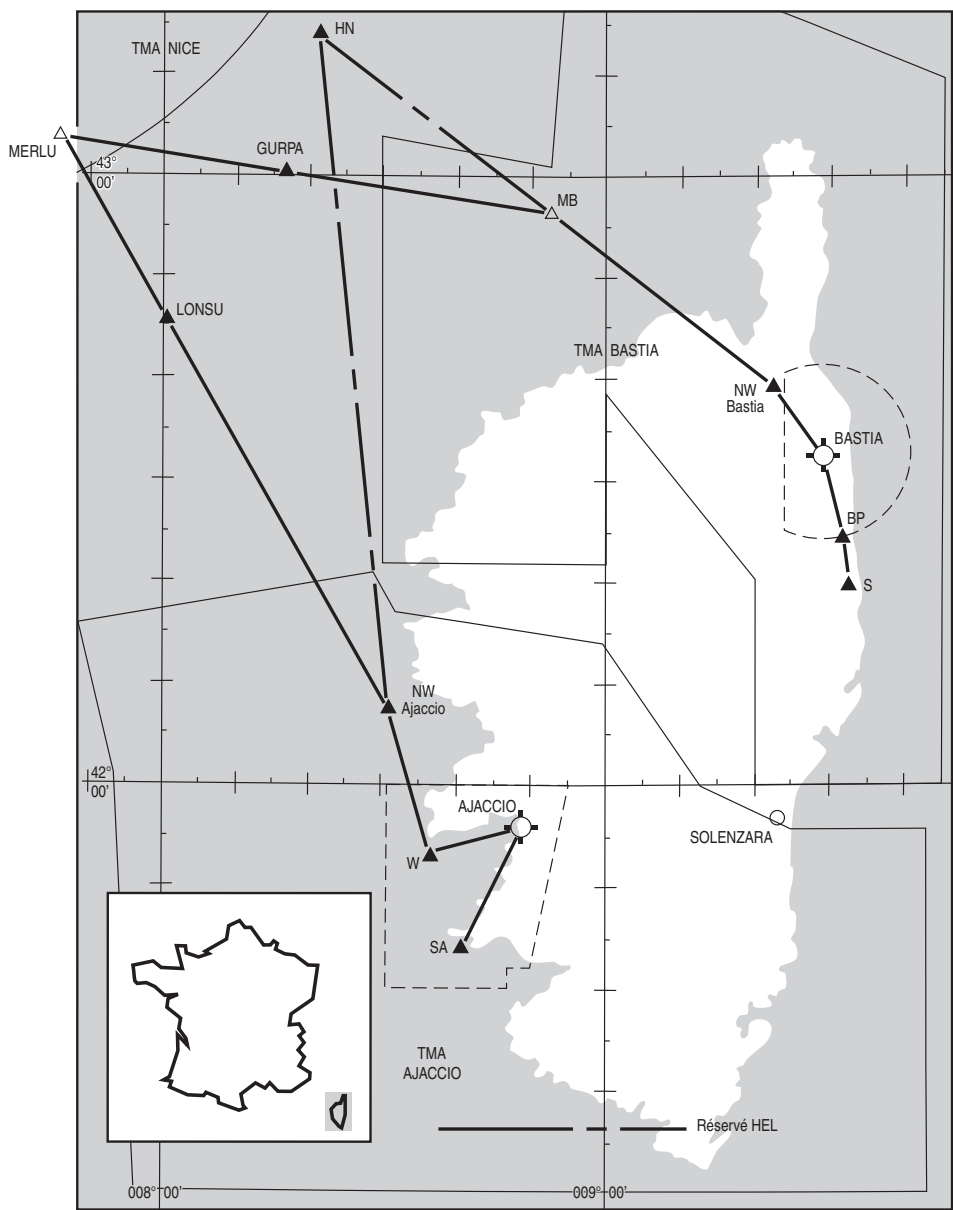 HN
TMA NICE
MERLU
43°
00'
GURPA
MB
LONSU
TMA BASTIA
NW
Bastia
BASTIA
BP
S
NW
Ajaccio
42°
00'
AJACCIO
W
SOLENZARA
SA
TMA
AJACCIO
Réservé HEL
008° 00'
009° 00'